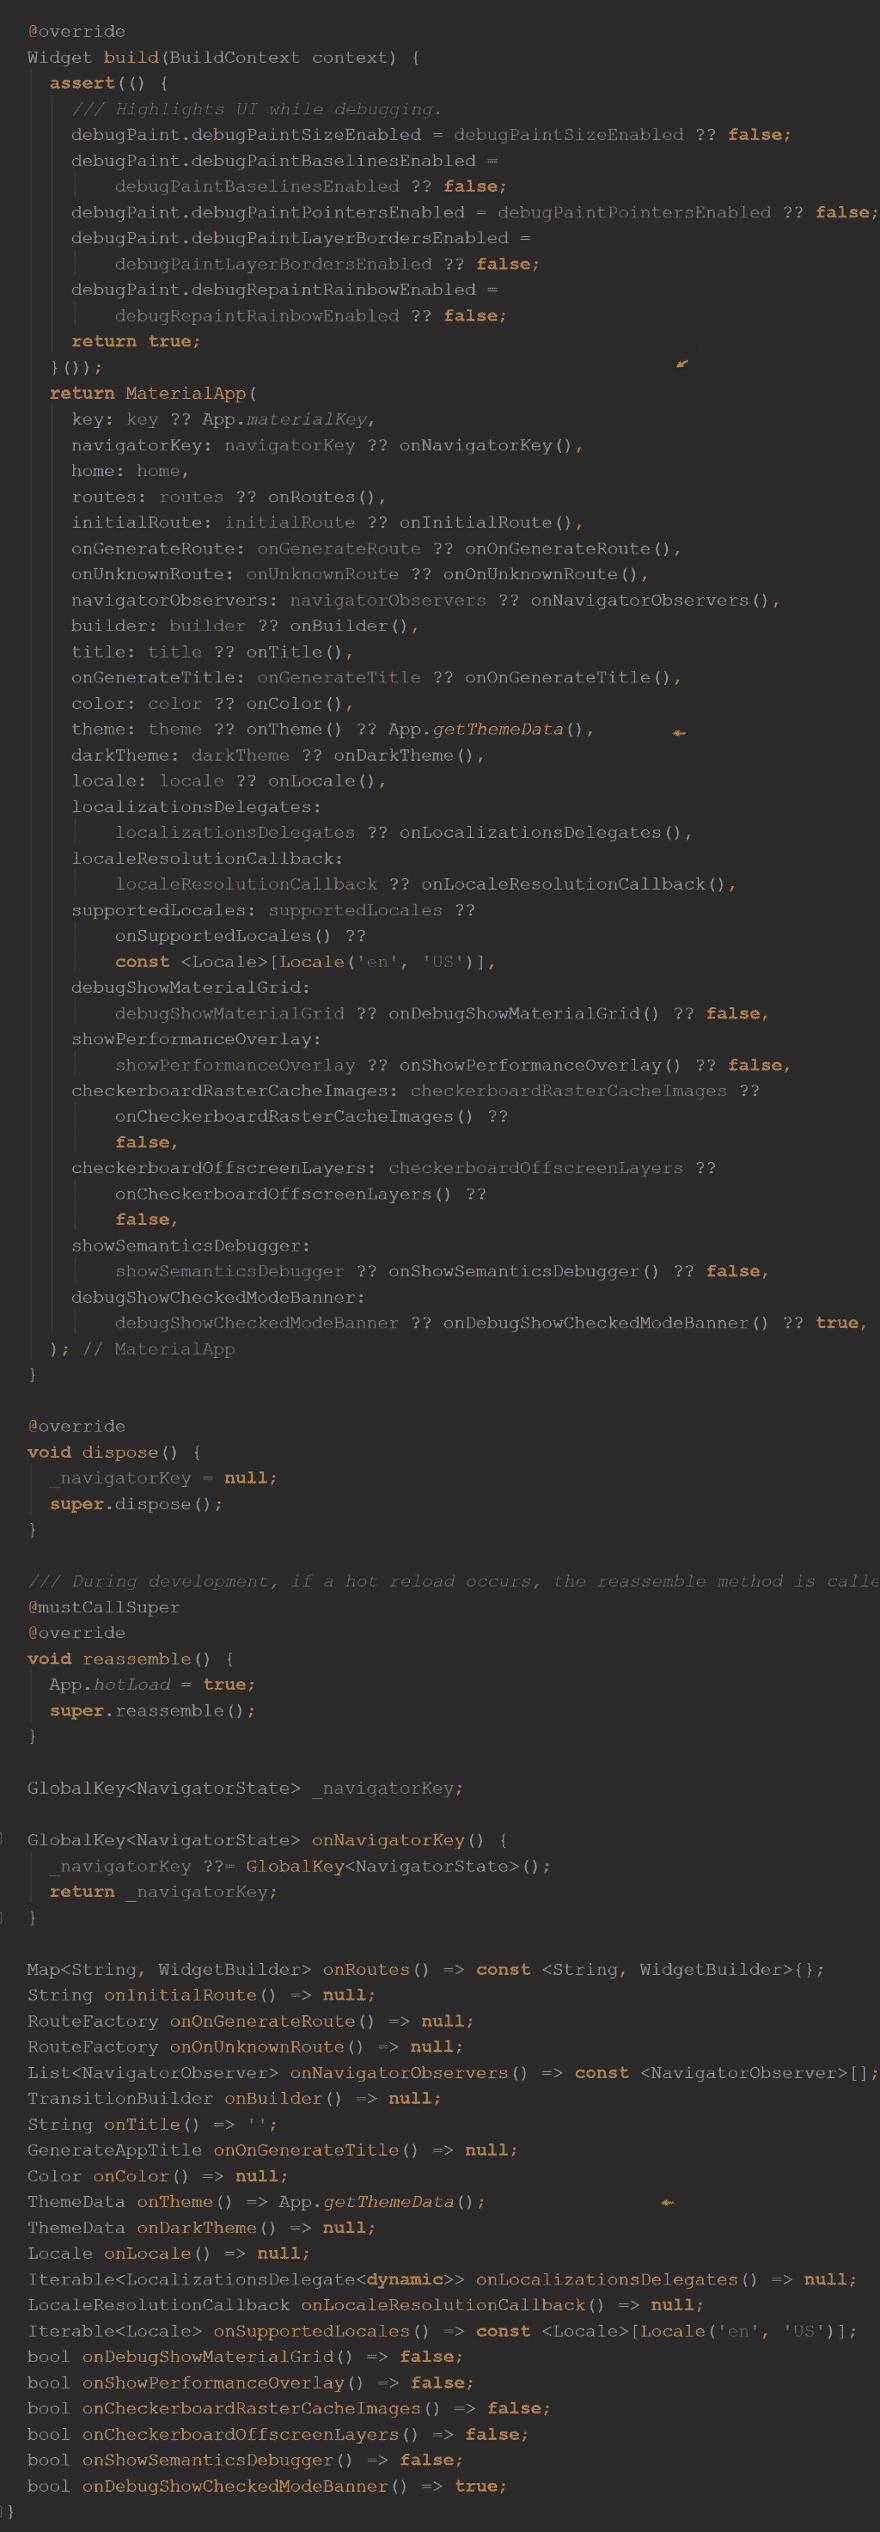 @override
Widget build(BuildContext context) {
assert(() {
/// Highlights UI while debugging.
debugPaint.debugPaintSizeEnabled = debugPaintSizeEnabled ?? false;
debugPaint.debugPaintBaselinesEnabled =
debugPaintBaselinesEnabled ?? false;
debugPaint.debugPaintPointersEnabled = debugPaintPointersEnabled ?? false;
debugPaint.debugPaintLayerBordersEnabled =
debugPaintLayerBordersEnabled ?? false;
debugPaint.debugRepaintRainbowEnabled =
debugRepaintRainbowEnabled ?? false;
return true;
}());
return MaterialApp(
key: key ?? App.materialKey,
navigatorKey: navigatorKey ?? onNavigatorKey(),
home: home,
routes: routes ?? onRoutes(),
initialRoute: initialRoute ?? onInitialRoute(),
onGenerateRoute: onGenerateRoute ?? onOnGenerateRoute(),
onUnknownRoute: onUnknownRoute ?? onOnUnknownRoute(),
navigatorObservers: navigatorObservers ?? onNavigatorObservers(),
builder: builder ?? onBuilder(),
title: title ?? onTitle(),
onGenerateTitle: onGenerateTitle ?? onOnGenerateTitle(),
color: color ?? onColor(),
theme: theme ?? onTheme() ?? App.getThemeData(),
darkTheme: darkTheme ?? onDarkTheme(),
locale: locale ?? onLocale(),
localizationsDelegates:
localizationsDelegates ?? onLocalizationsDelegates(),
localeResolutionCallback:
localeResolutionCallback ?? onLocaleResolutionCallback(),
supportedLocales: supportedLocales ??
onSupportedLocales() ??
const <Locale>[Locale('en', 'US')],
debugShowMaterialGrid:
debugShowMaterialGrid ?? onDebugShowMaterialGrid() ?? false,
showPerformanceOverlay:
showPerformanceOverlay ?? onShowPerformanceOverlay() ?? false,
checkerboardRasterCacheImages: checkerboardRasterCacheImages ??
onCheckerboardRasterCacheImages() ??
false,
checkerboardOffscreenLayers: checkerboardOffscreenLayers ??
onCheckerboardOffscreenLayers() ??
false,
showSemanticsDebugger:
showSemanticsDebugger ?? onShowSemanticsDebugger() ?? false,
debugShowCheckedModeBanner:
debugShowCheckedModeBanner ?? onDebugShowCheckedModeBanner() ?? true,
); // MaterialApp
}
@override
void dispose() {
_navigatorKey = null;
super.dispose();
}
/// During development, if a hot reload occurs, the reassemble method is calle
@mustCallSuper
@override
void reassemble() {
App.hotLoad = true;
super.reassemble();
}
GlobalKey<NavigatorState> _navigatorKey;
GlobalKey<NavigatorState> onNavigatorKey() {
_navigatorKey ??= GlobalKey<NavigatorState>();
return _navigatorKey;
}
Map<String, WidgetBuilder> onRoutes() => const <String, WidgetBuilder>{};
String onInitialRoute() => null;
RouteFactory onOnGenerateRoute() => null;
RouteFactory onOnUnknownRoute() => null;
List<NavigatorObserver> onNavigatorObservers() => const <NavigatorObserver>[];
TransitionBuilder onBuilder() => null;
String onTitle() => '';
GenerateAppTitle onOnGenerateTitle() => null;
Color onColor() => null;
ThemeData onTheme() => App.getThemeData();
ThemeData onDarkTheme() => null;
Locale onLocale() => null;
Iterable<LocalizationsDelegate<dynamic>> onLocalizationsDelegates() => null;
LocaleResolutionCallback onLocaleResolutionCallback() => null;
Iterable<Locale> onSupportedLocales() => const <Locale>[Locale('en', 'US')];
bool onDebugShowMaterialGrid() => false;
bool onShowPerformanceOverlay() => false;
bool onCheckerboardRasterCacheImages() => false;
bool onCheckerboardOffscreenLayers() => false;
bool onShowSemanticsDebugger() => false;
bool onDebugShowCheckedModeBanner() => true;
}